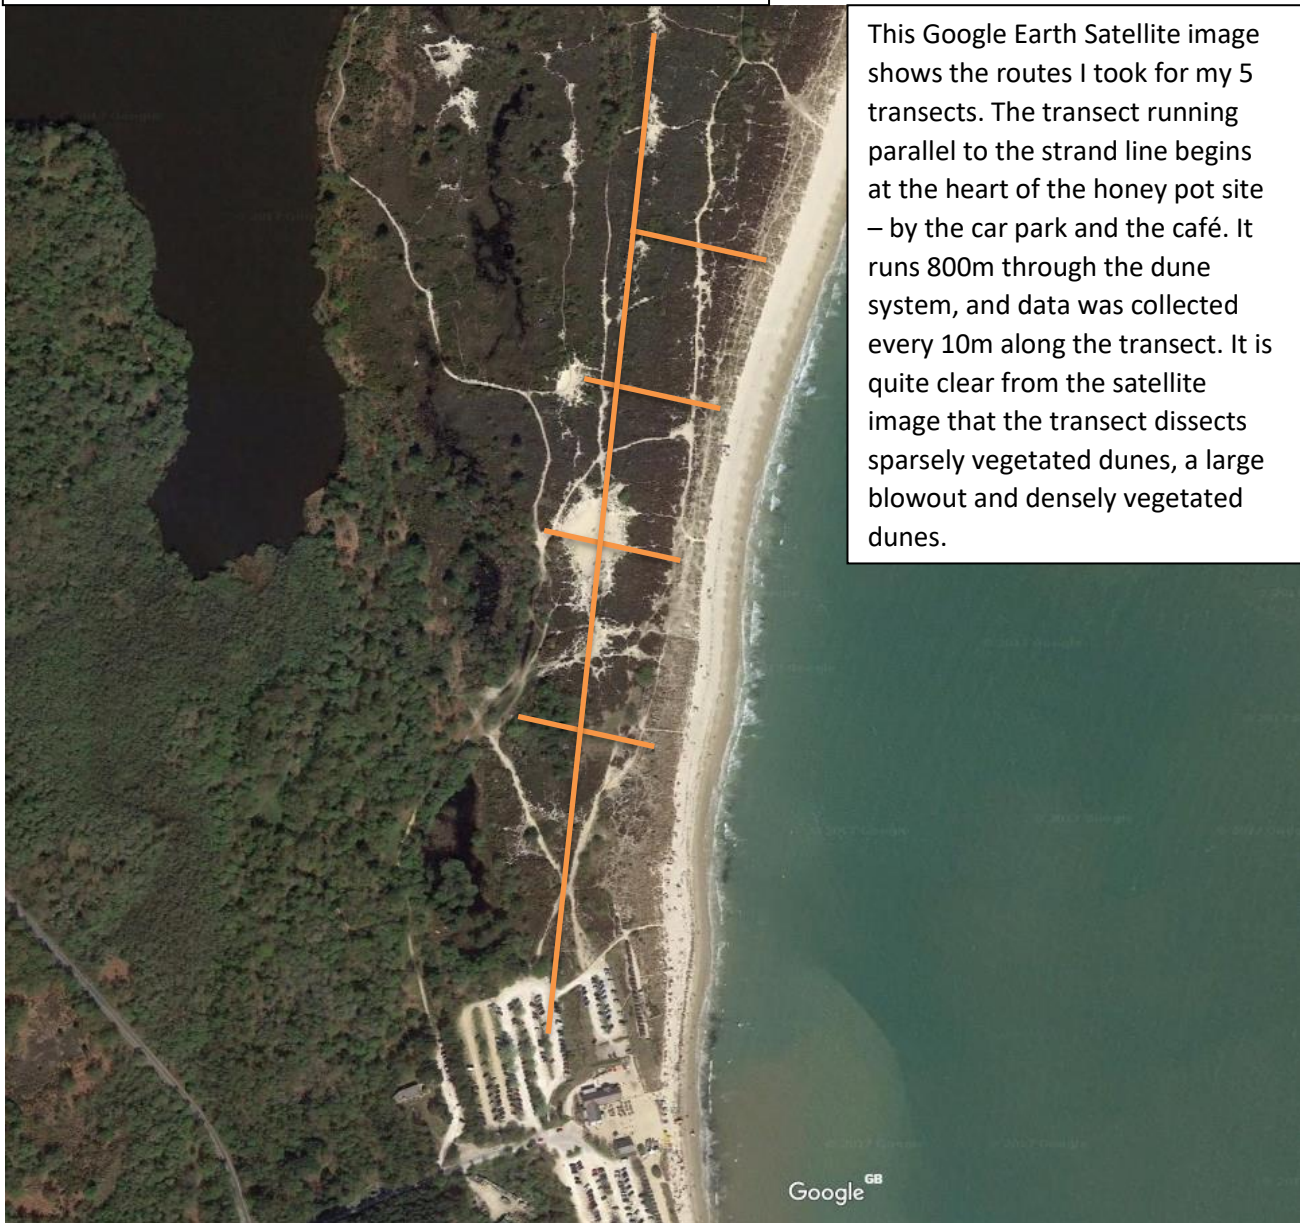 This Google Earth Satellite image
shows the routes I took for my 5
transects. The transect running
parallel to the strand line begins
at the heart of the honey pot site
– by the car park and the café. It
runs 800m through the dune
system, and data was collected
every 10m along the transect. It is
quite clear from the satellite
image that the transect dissects
sparsely vegetated dunes, a large
blowout and densely vegetated
dunes.
Google GB